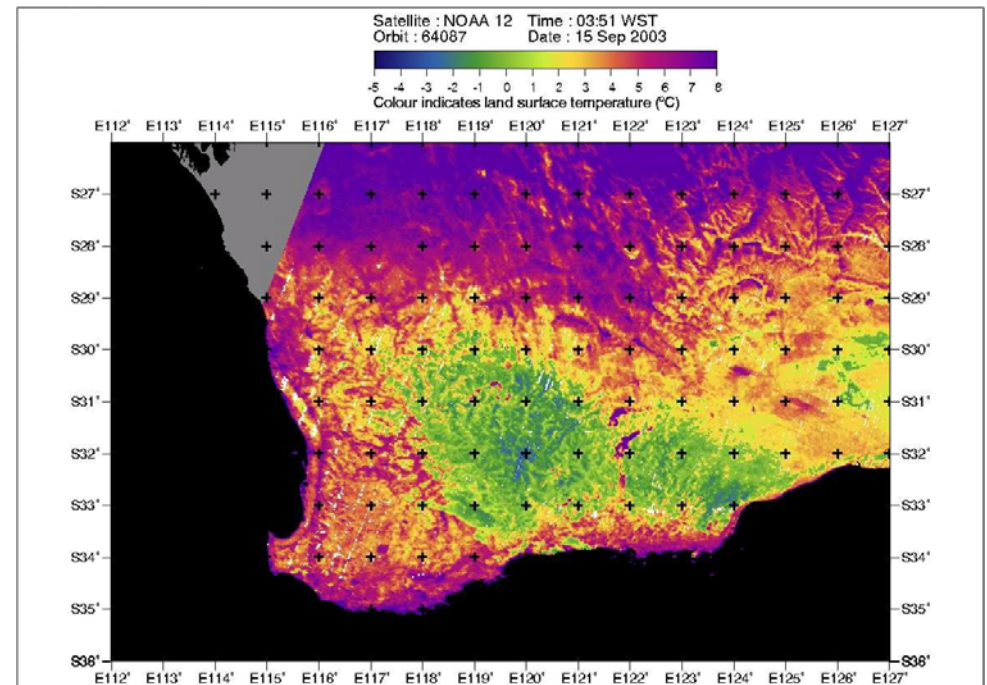 Satellite : NOAA 12 Time : 03:51 WST
Orbit : 64087 Date : 15 Sep 2003
-5 -4 -3 -2 -1 0 1 2 3 4 5 6 7 8
Colour indicates land surface temperature (°C)
E112° E113° E114° E115° E116° E117° E118° E119° E120° E121° E122° E123° E124° E125° E126° E127°
S27° S27°
S28° S28°
S29° S29°
S30° S30°
S31° S31°
S32° S32°
S33° S33°
S34° S34°
S35° S35°
S36° S36°
E112° E113° E114° E115° E116° E117° E118° E119° E120° E121° E122° E123° E124° E125° E126° E127°